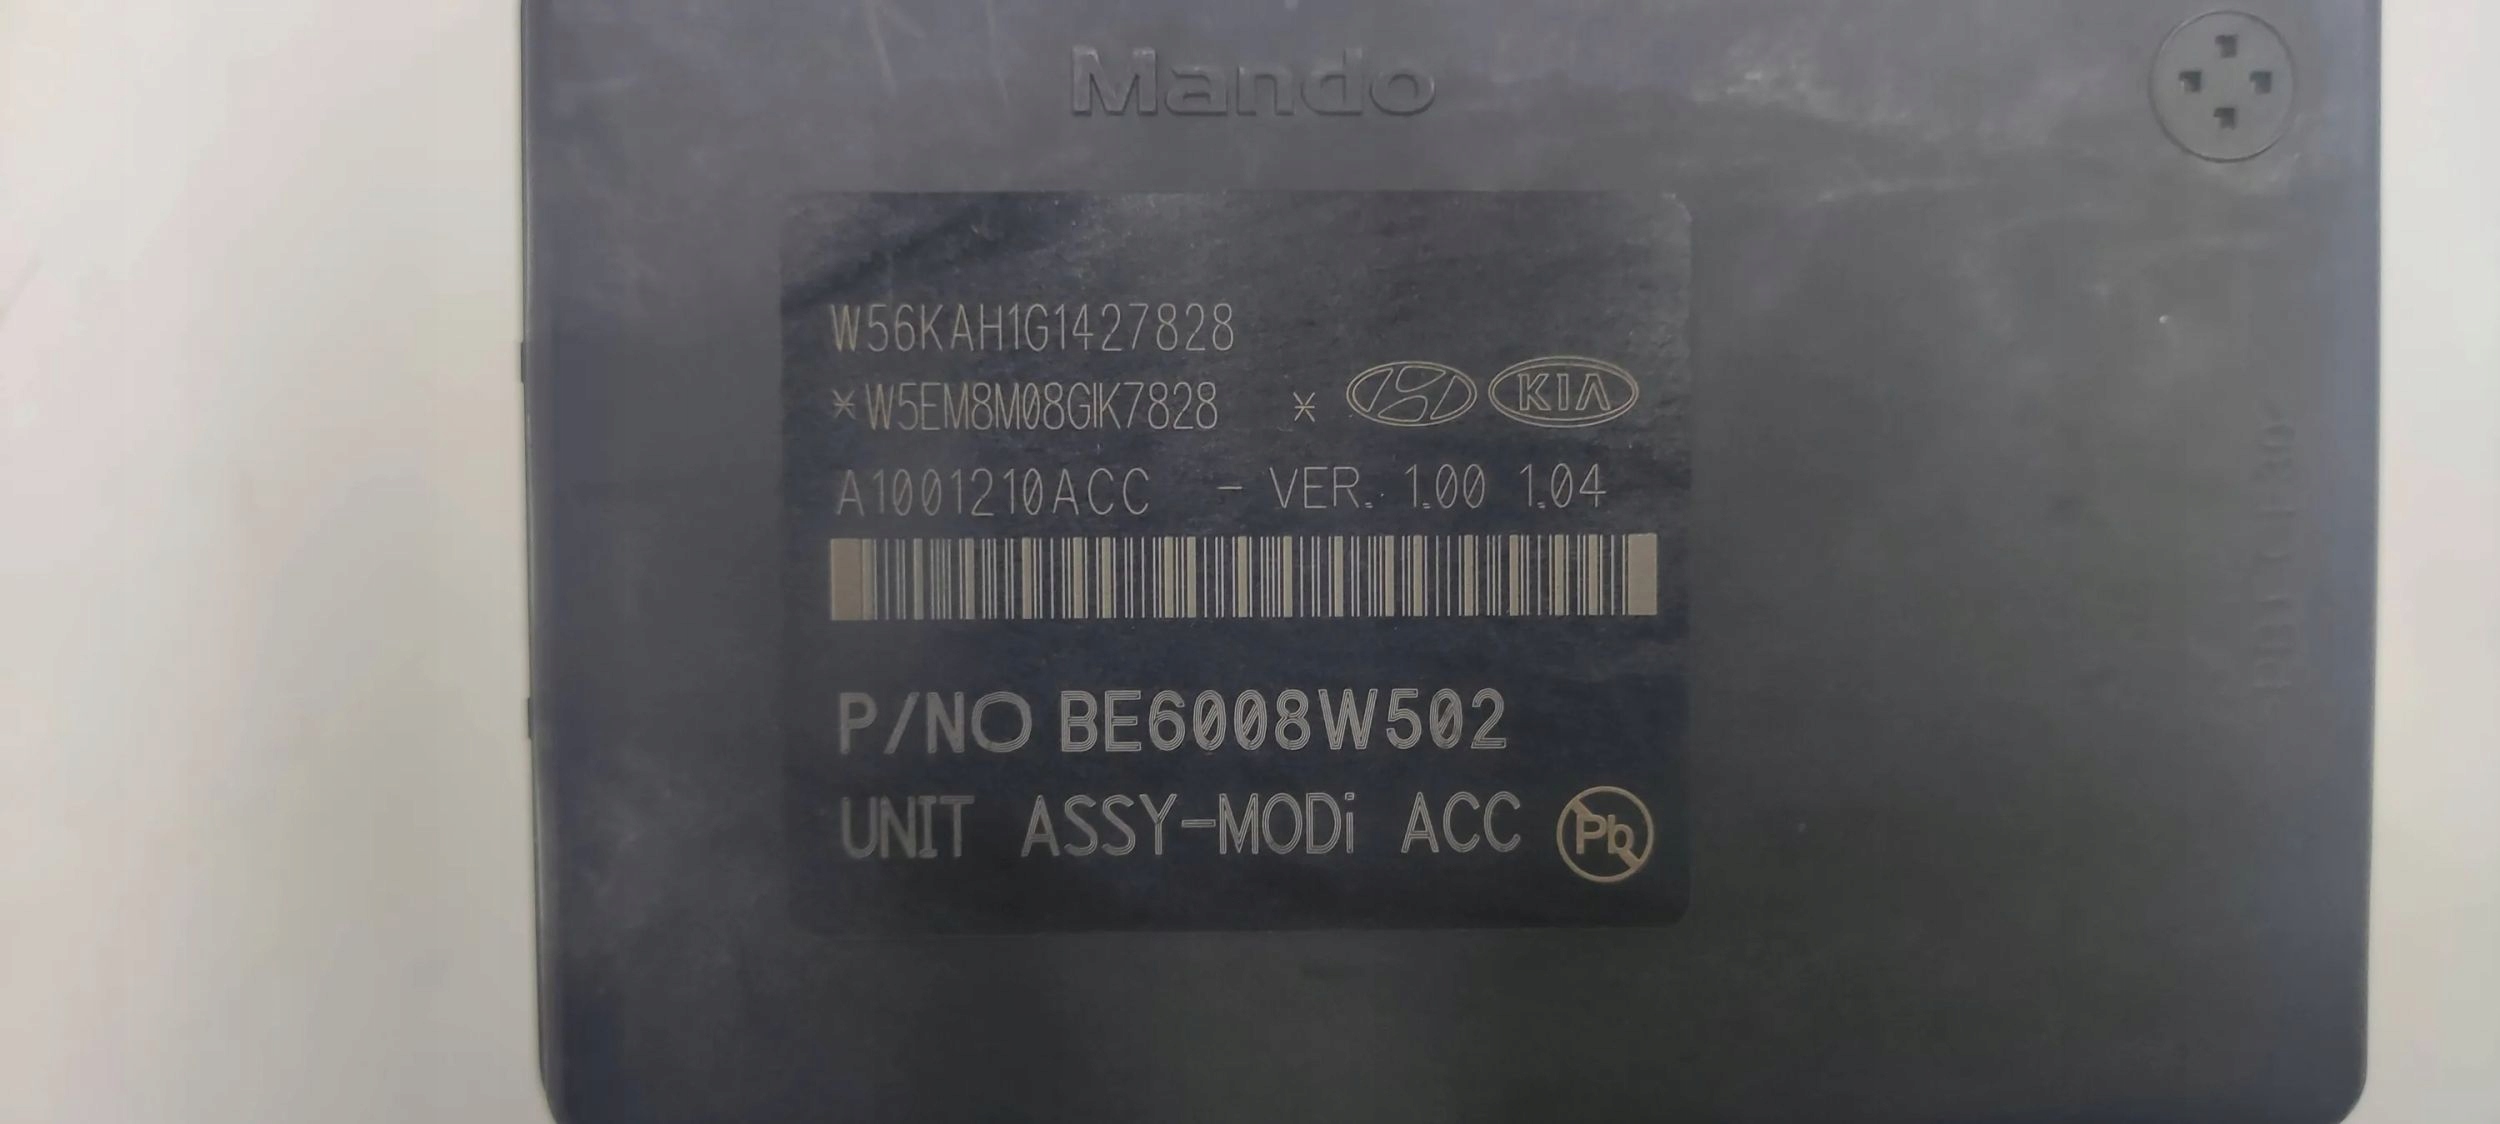 Mando
W56KAH1G1427828
*W5EM8M08GIK7828 * KIA
A1001210ACC - VER. 1.00 1.04
P/NO BE6008W502
UNIT ASSY-MODi ACC Pb